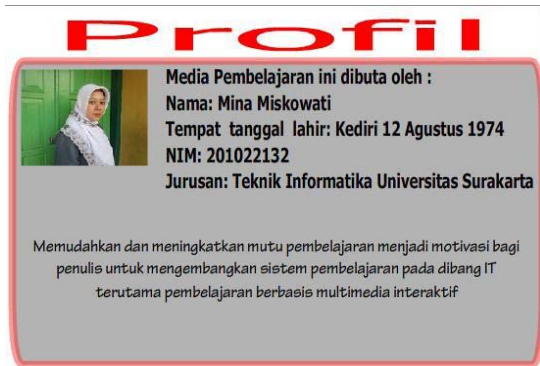 Profil
Media Pembelajaran ini dibuta oleh :
Nama: Mina Miskowati
Tempat tanggal lahir: Kediri 12 Agustus 1974
NIM: 201022132
Jurusan: Teknik Informatika Universitas Surakarta
Memudahkan dan meningkatkan mutu pembelajaran menjadi motivasi bagi
penulis untuk mengembangkan sistem pembelajaran pada dibang IT
terutama pembelajaran berbasis multimedia interaktif